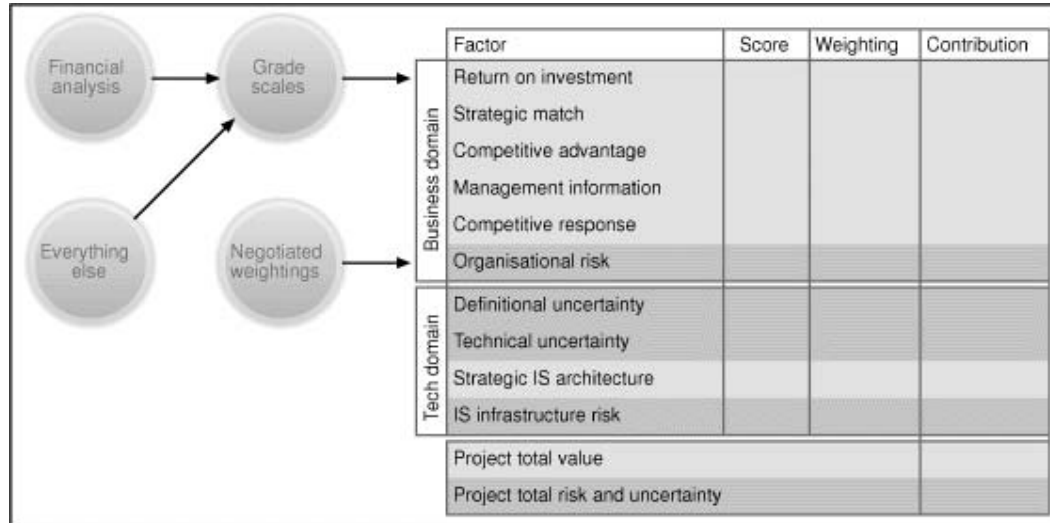 Financial
analysis
Grade
scales
Everything
else
Negotiated
weightings
Factor Score Weighting Contribution
Business domain
Return on investment
Strategic match
Competitive advantage
Management information
Competitive response
Organisational risk
Tech domain
Definitional uncertainty
Technical uncertainty
Strategic IS architecture
IS infrastructure risk
Project total value
Project total risk and uncertainty